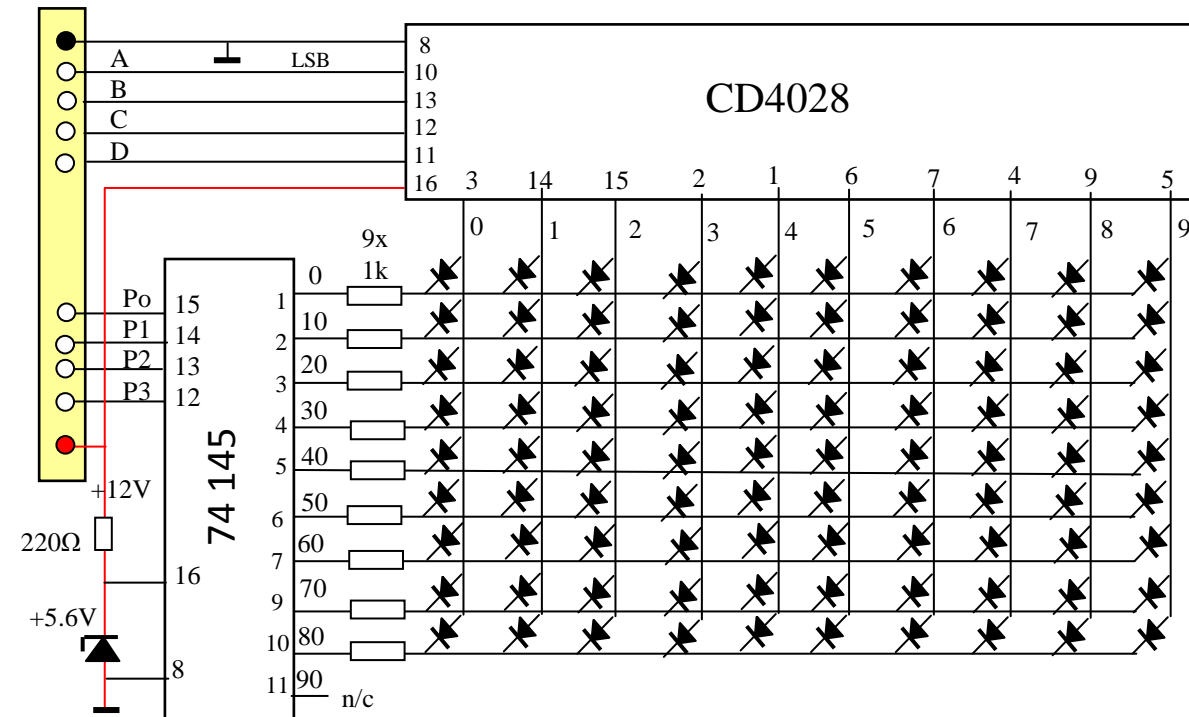 8
A LSB 10
B 13
CD4028
C 12
D 11
16 3 14 15 2 1 6 7 4 9 5
0 1 2 3 4 5 6 7 8 9
9x
1k
0
Po 15 1
10
P1 14 2
20
P2 13 3
P3 12 30
4
40
5
74 145
+12V
50
6
220Ω
60
7
16 70
9
+5.6V
80
10
8
11 90
n/c